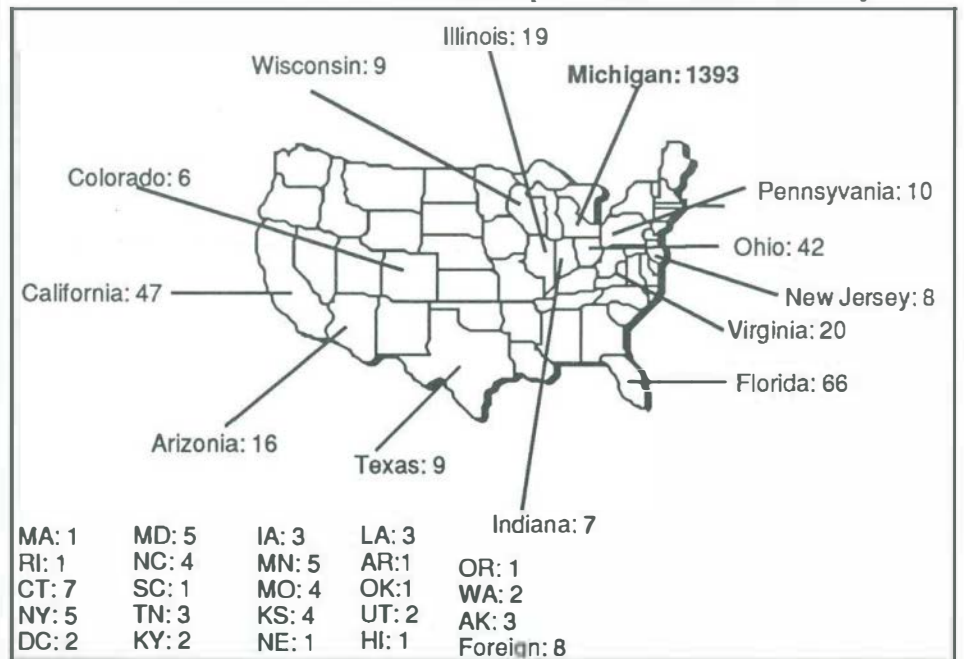 Illinois: 19
Wisconsin: 9
Michigan: 1393
Colorado: 6
Pennsyvania: 10
Ohio: 42
California: 47
New Jersey: 8
Virginia: 20
Florida: 66
Arizonia: 16
Texas: 9
Indiana: 7
MA: 1 MD: 5 IA: 3 LA: 3
RI: 1 NC: 4 MN: 5 AR:1 OR: 1
CT: 7 SC: 1 MO: 4 OK:1 WA: 2
NY: 5 TN: 3 KS: 4 UT: 2 AK: 3
DC: 2 KY: 2 NE: 1 HI: 1 Foreign: 8